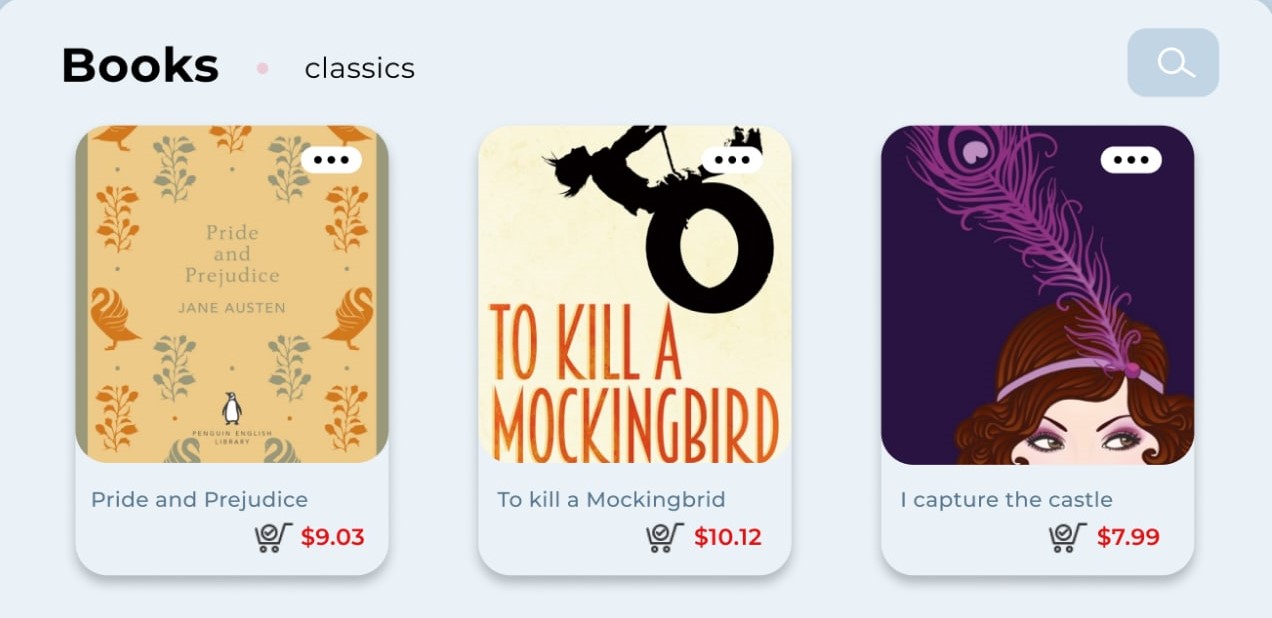 Books • classics
Pride
and
Prejudice
JANE AUSTEN
PENGUIN ENGLISH
LIBRARY
TO KILL A
MOCKINGBIRD
Pride and Prejudice
$9.03
To kill a Mockingbrid
$10.12
I capture the castle
$7.99